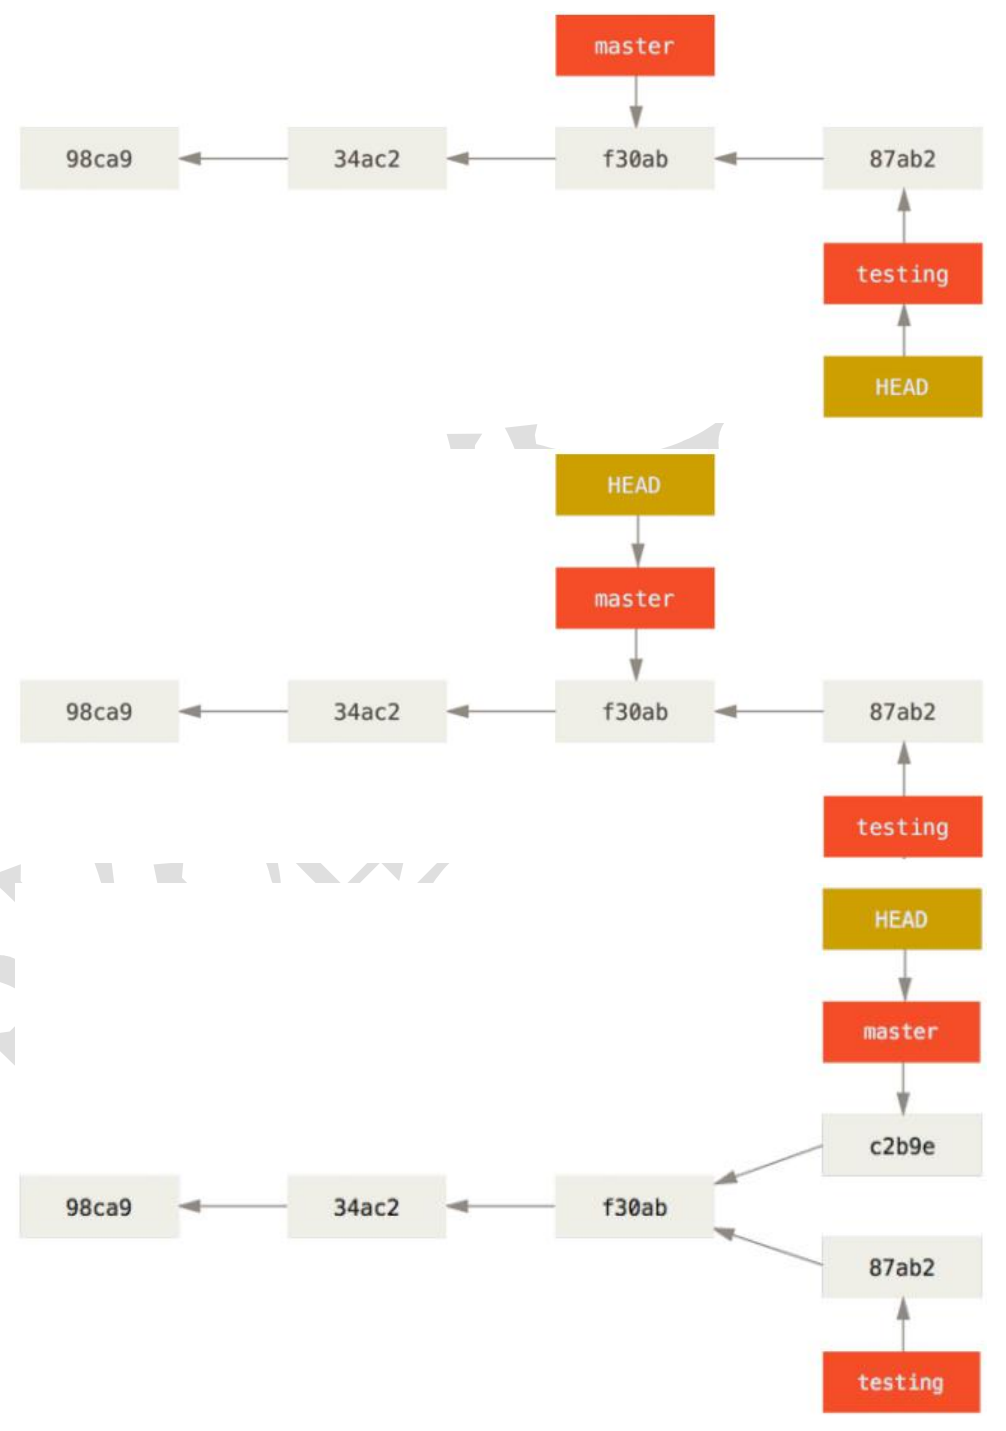 master
98ca9 34ac2 f30ab 87ab2
testing
HEAD
HEAD
master
98ca9 34ac2 f30ab 87ab2
testing
HEAD
master
c2b9e
98ca9 34ac2 f30ab
87ab2
testing